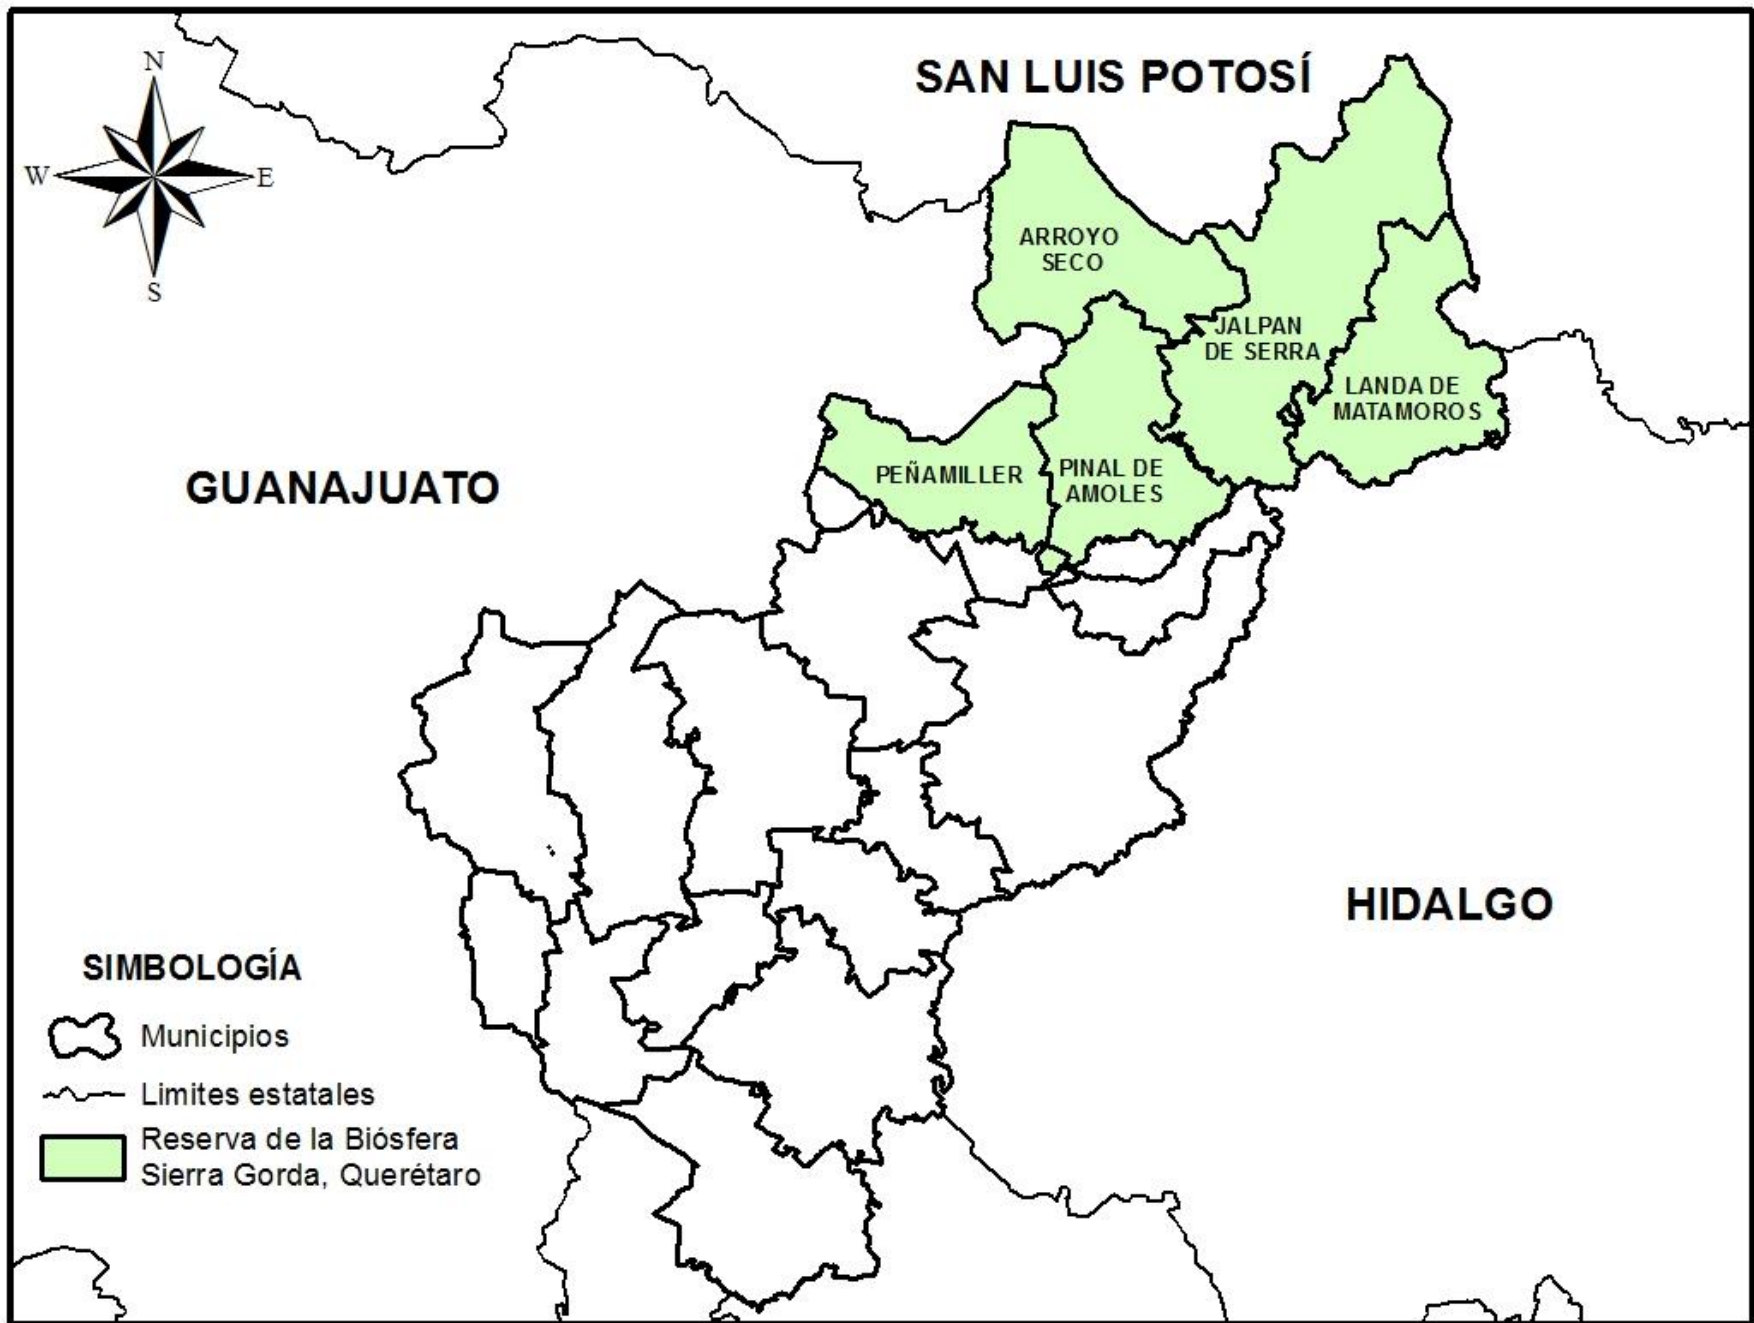 N
W
E
S
SAN LUIS POTOSÍ
ARROYO
SECO
JALPAN
DE SERRA
LANDA DE
MATAMOROS
PEÑAMILLER
PINAL DE
AMOLES
GUANAJUATO
HIDALGO
SIMBOLOGÍA
Municipios
Limites estatales
Reserva de la Biósfera
Sierra Gorda, Querétaro